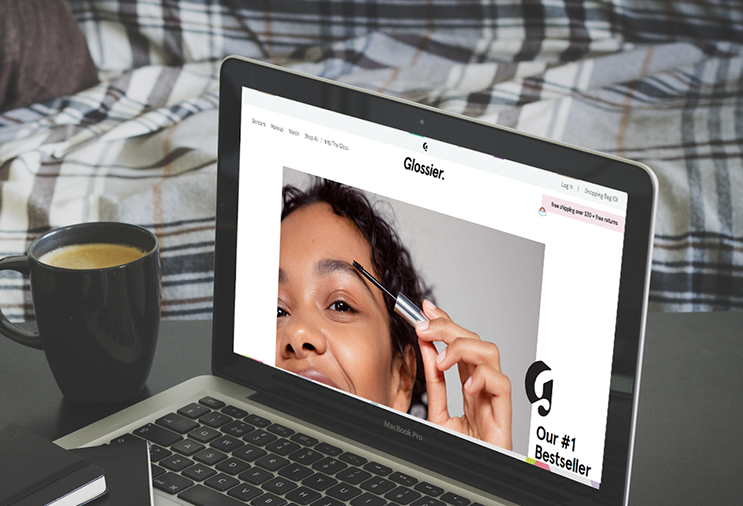 Skincare Makeup Merch Shop All | Into The Gloss
Log In | Shopping Bag (0)
Glossier.
free shipping over $30 + free returns
Our #1
Bestseller
MacBook Pro